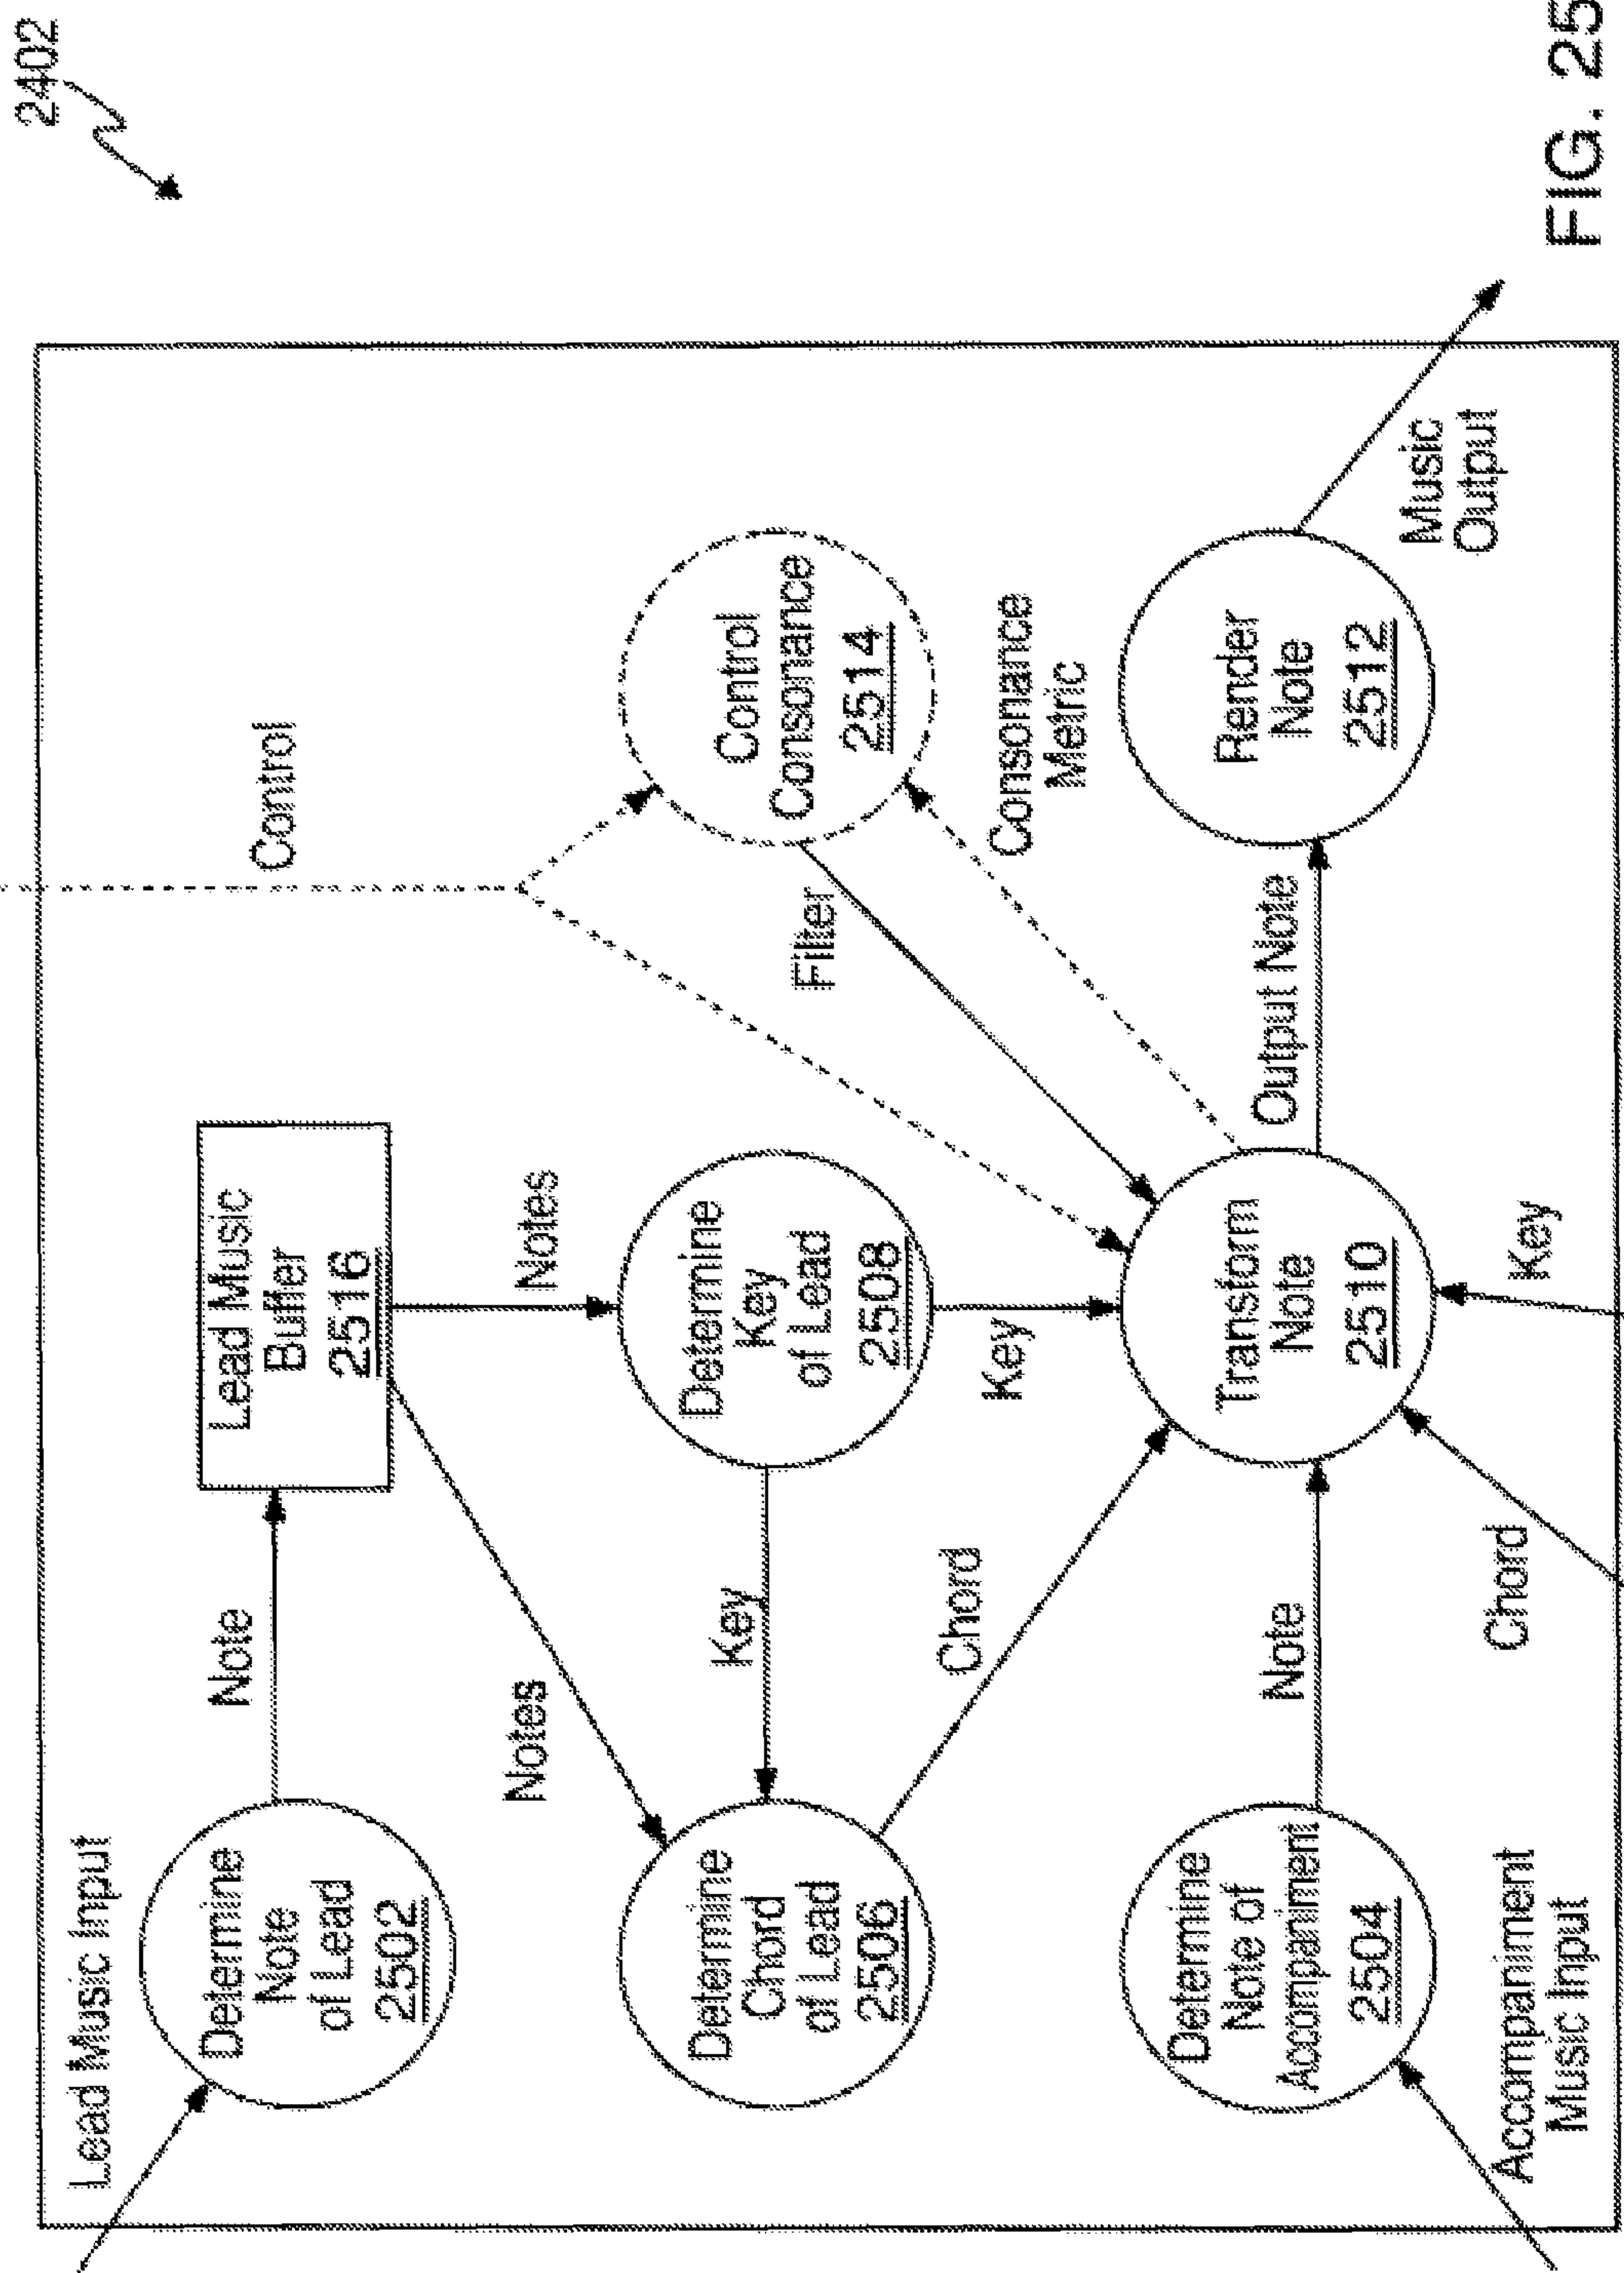 2402
Lead Music Input
Determine
Note
of Lead
2502
Note
Lead Music
Buffer
2516
Control
Notes
Notes
Determine
Chord
of Lead
2506
Key
Determine
Key
of Lead
2508
Filter
Control
Consonance
2514
Chord
Key
Consonance
Metric
Determine
Note of
Accompaniment
2504
Note
Transform
Note
2510
Output Note
Render
Note
2512
Accompaniment
Music Input
Chord
Key
Music
Output
FIG. 25